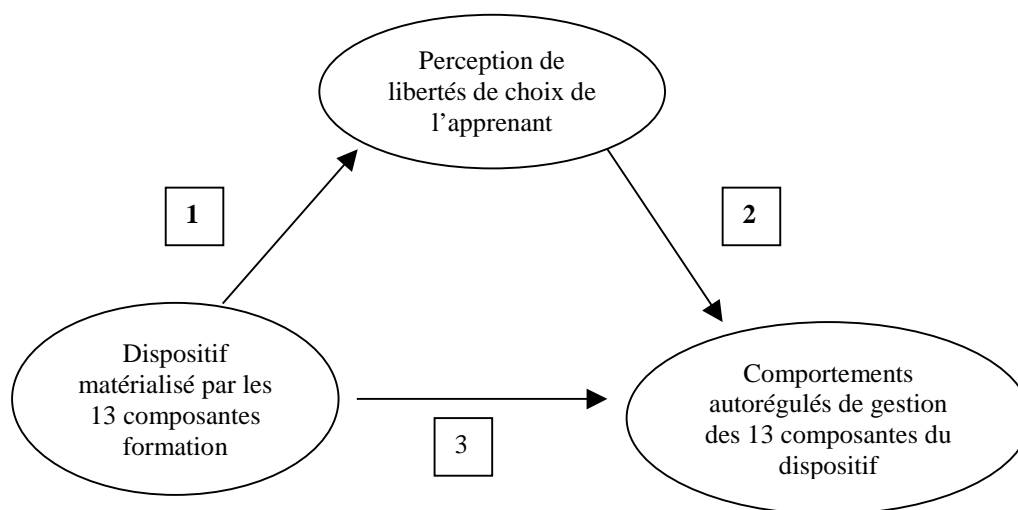 Perception de
libertés de choix de
l’apprenant
1
2
Dispositif
matérialisé par les
13 composantes
formation
3
Comportements
autorégulés de gestion
des 13 composantes du
dispositif